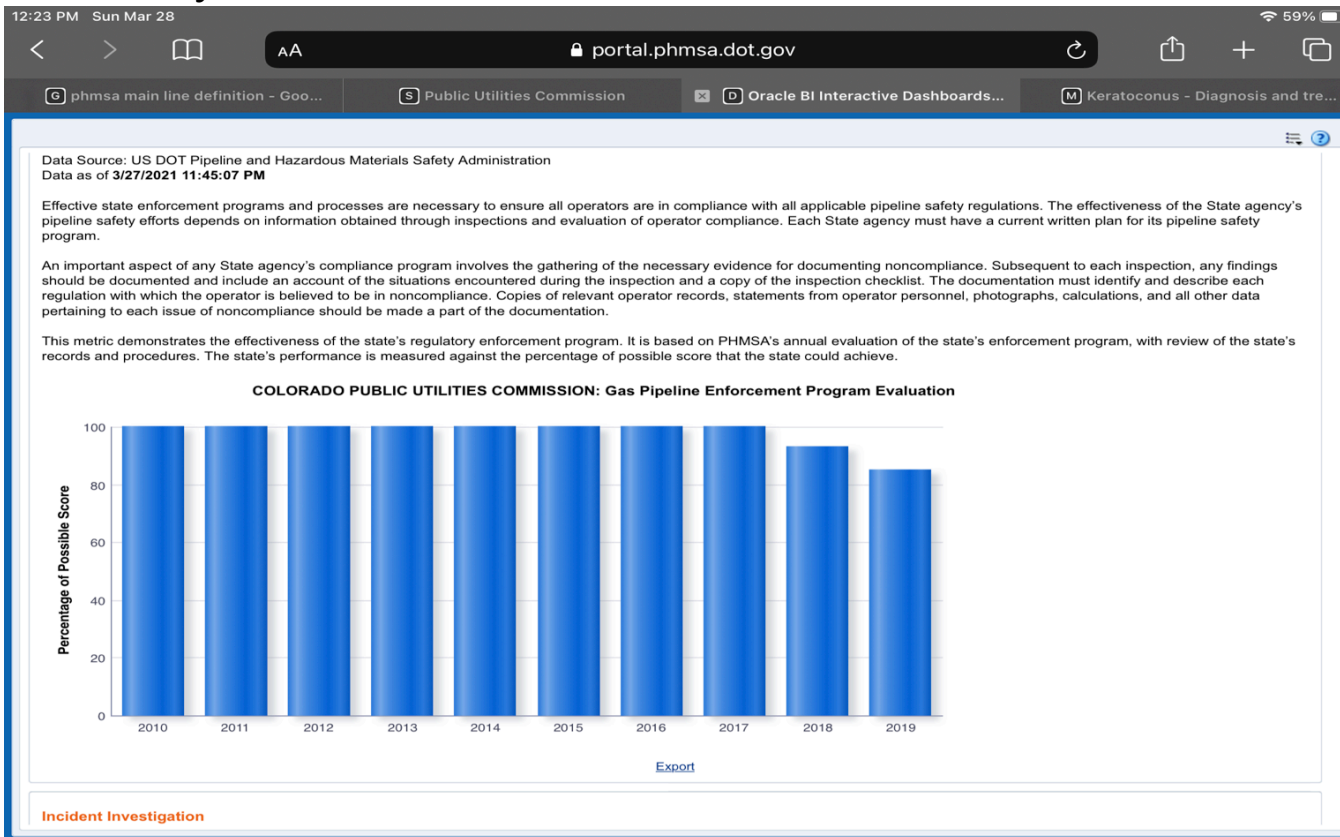 12:23 PM Sun Mar 28
59%
AA
portal.phmsa.dot.gov
G phmsa main line definition - Goo...
S Public Utilities Commission
D Oracle BI Interactive Dashboards...
M Keratoconus - Diagnosis and tre...
Data Source: US DOT Pipeline and Hazardous Materials Safety Administration
Data as of 3/27/2021 11:45:07 PM
Effective state enforcement programs and processes are necessary to ensure all operators are in compliance with all applicable pipeline safety regulations. The effectiveness of the State agency's
pipeline safety efforts depends on information obtained through inspections and evaluation of operator compliance. Each State agency must have a current written plan for its pipeline safety
program.
An important aspect of any State agency's compliance program involves the gathering of the necessary evidence for documenting noncompliance. Subsequent to each inspection, any findings
should be documented and include an account of the situations encountered during the inspection and a copy of the inspection checklist. The documentation must identify and describe each
regulation with which the operator is believed to be in noncompliance. Copies of relevant operator records, statements from operator personnel, photographs, calculations, and all other data
pertaining to each issue of noncompliance should be made a part of the documentation.
This metric demonstrates the effectiveness of the state's regulatory enforcement program. It is based on PHMSA's annual evaluation of the state's enforcement program, with review of the state's
records and procedures. The state's performance is measured against the percentage of possible score that the state could achieve.
COLORADO PUBLIC UTILITIES COMMISSION: Gas Pipeline Enforcement Program Evaluation
Percentage of Possible Score
100
80
60
40
20
0
2010 2011 2012 2013 2014 2015 2016 2017 2018 2019
Export
Incident Investigation